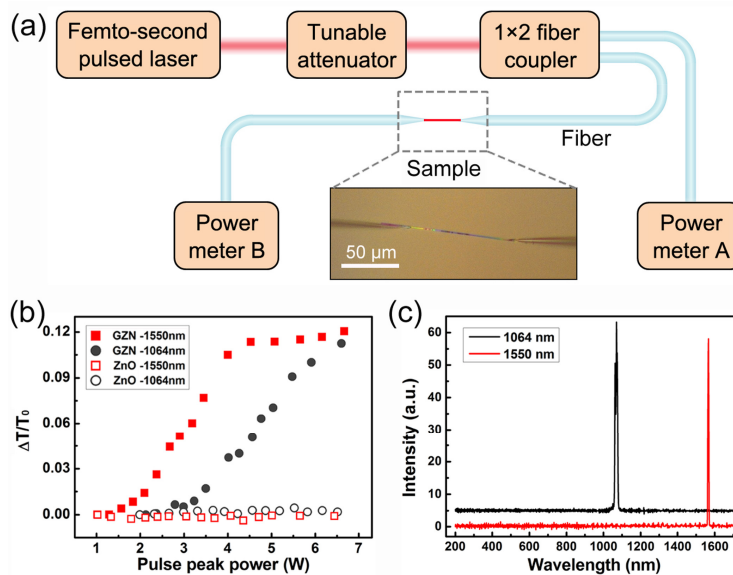 (a)
Femto-second
pulsed laser
Tunable
attenuator
1×2 fiber
coupler
Fiber
Sample
Power
meter B
50 μm
Power
meter A
(b)
GZN -1550nm
GZN -1064nm
ZnO -1550nm
ZnO -1064nm
0.12
0.09
0.06
0.03
0.00
ΔT/T₀
1 2 3 4 5 6 7
Pulse peak power (W)
(c)
1064 nm
1550 nm
60
50
40
30
20
10
0
Intensity (a.u.)
200 400 600 800 1000 1200 1400 1600
Wavelength (nm)